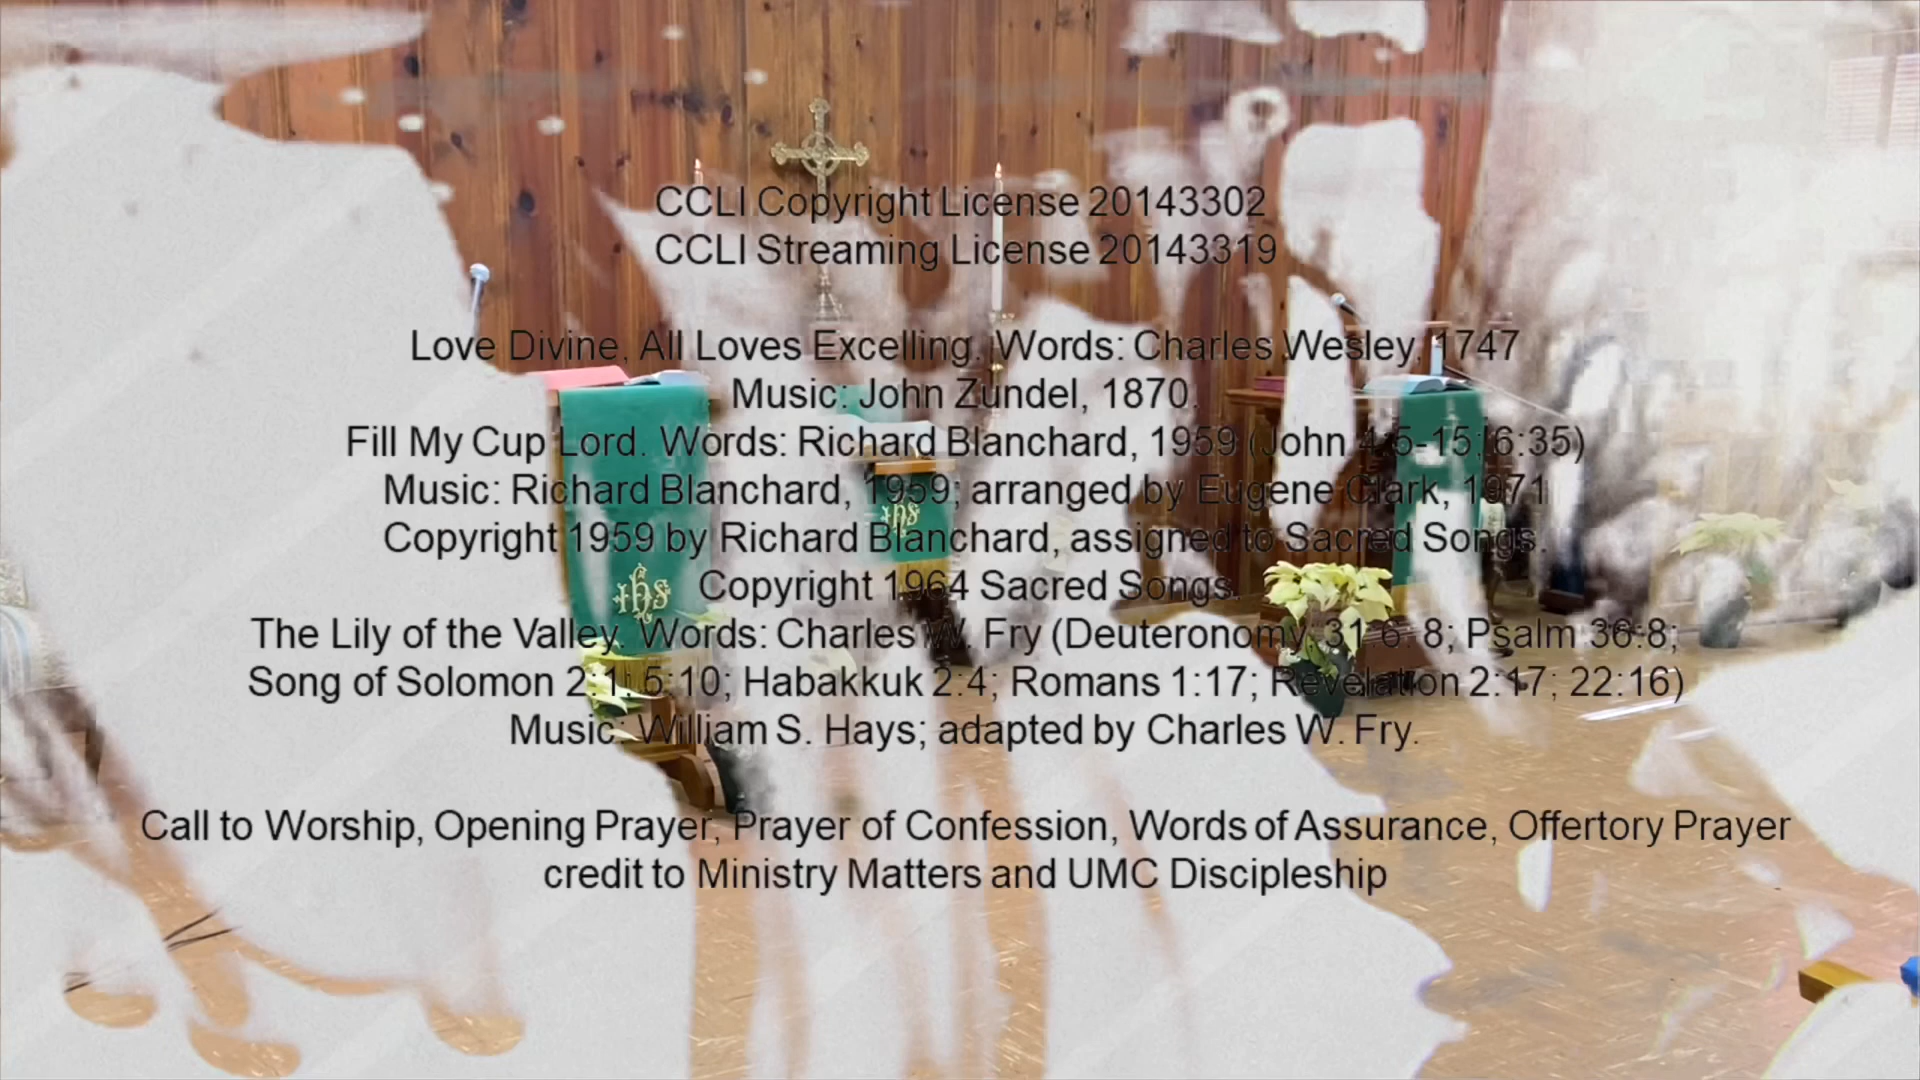 CCLI Copyright License 20143302
CCLI Streaming License 20143319
Love Divine, All Loves Excelling. Words: Charles Wesley, 1747
Music: John Zundel, 1870.
Fill My Cup Lord. Words: Richard Blanchard, 1959 (John 4:5-15; 6:35)
Music: Richard Blanchard, 1959; arranged by Eugene Clark, 1971
Copyright 1959 by Richard Blanchard, assigned to Sacred Songs.
Copyright 1964 Sacred Songs.
The Lily of the Valley. Words: Charles W. Fry (Deuteronomy 31:6. 8; Psalm 36:8;
Song of Solomon 2:1; 5:10; Habakkuk 2:4; Romans 1:17; Revelation 2:17; 22:16)
Music: William S. Hays; adapted by Charles W. Fry.
Call to Worship, Opening Prayer, Prayer of Confession, Words of Assurance, Offertory Prayer
credit to Ministry Matters and UMC Discipleship
ihs
ihs